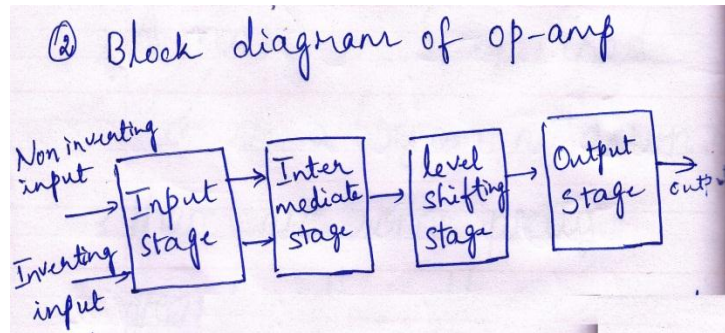 ② Block diagram of op-amp
Non inverting
input
Inverting
input
Input
stage
Inter
mediate
stage
level
shifting
stage
Output
Stage